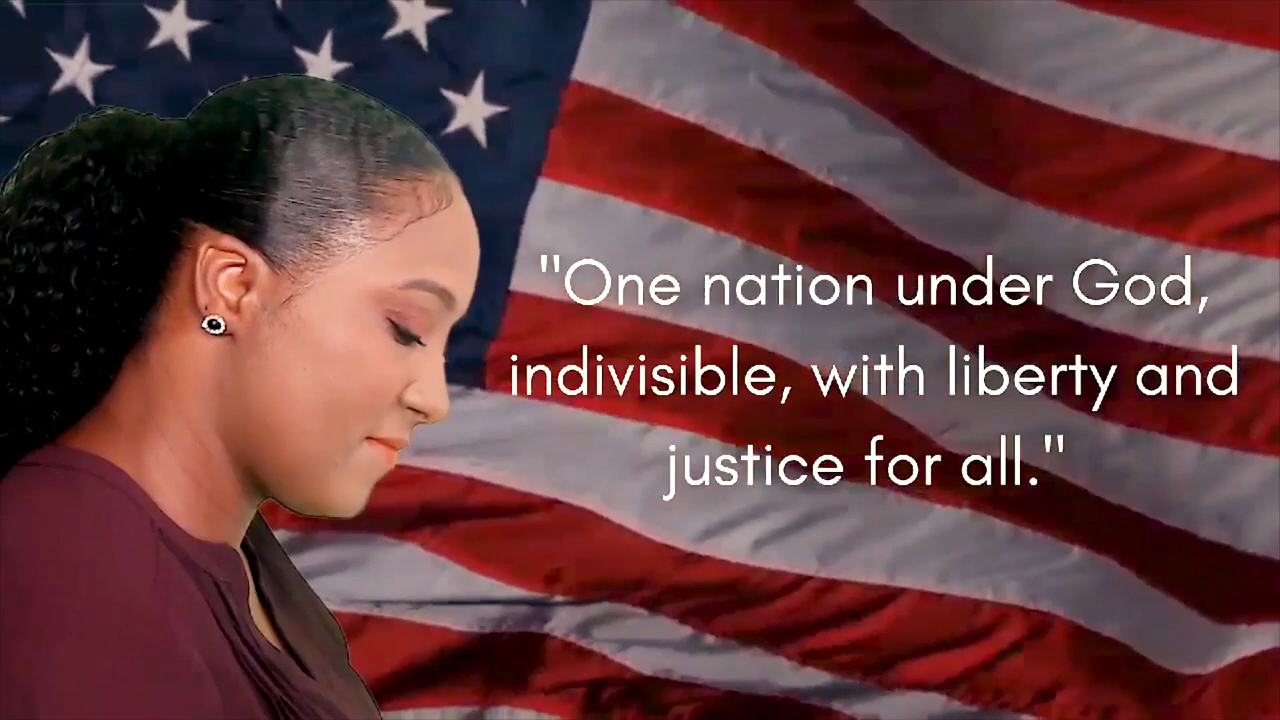 "One nation under God,
indivisible, with liberty and
justice for all."